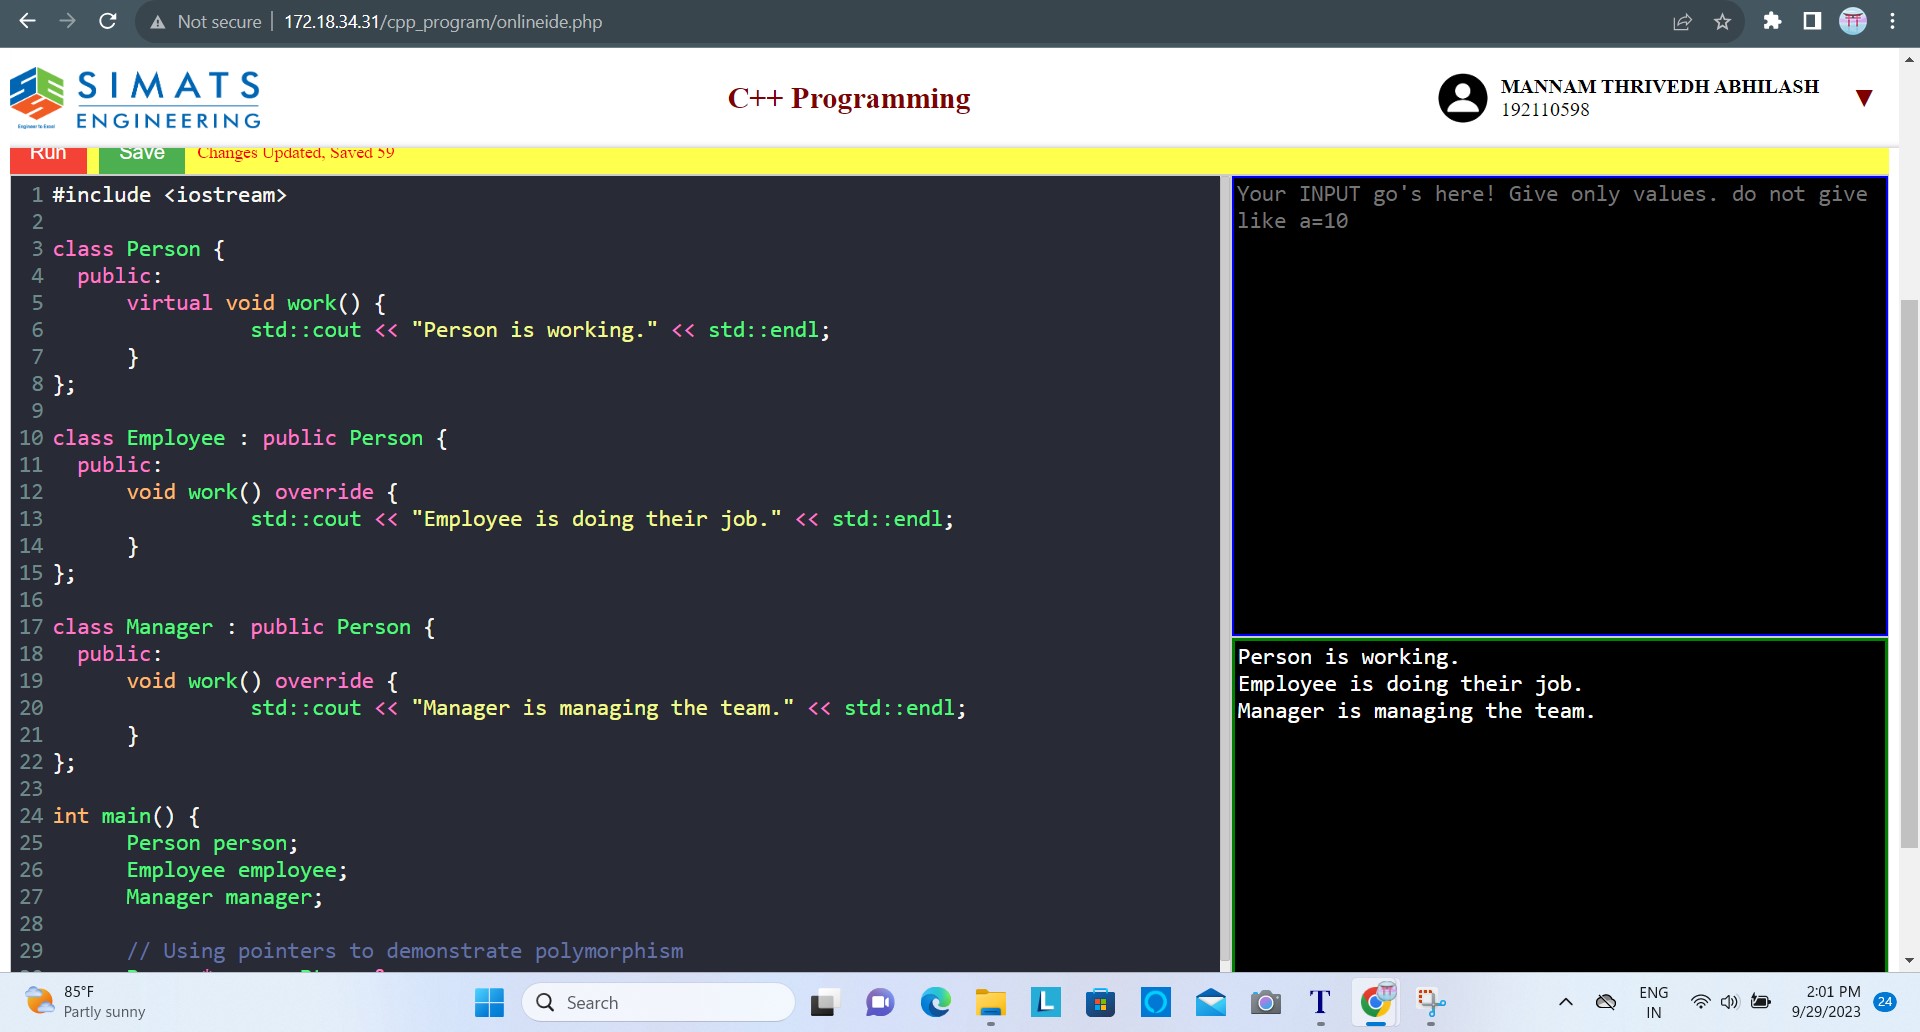 Not secure 172.18.34.31/cpp_program/onlineide.php
SIMATS
ENGINEERING
Engineer to Excel
C++ Programming
MANNAM THRIVEDH ABHILASH
192110598
Run Save Changes Updated, Saved 59
1 #include <iostream>
2
3 class Person {
4 public:
5 virtual void work() {
6 std::cout << "Person is working." << std::endl;
7 }
8 };
9
10 class Employee : public Person {
11 public:
12 void work() override {
13 std::cout << "Employee is doing their job." << std::endl;
14 }
15 };
16
17 class Manager : public Person {
18 public:
19 void work() override {
20 std::cout << "Manager is managing the team." << std::endl;
21 }
22 };
23
24 int main() {
25 Person person;
26 Employee employee;
27 Manager manager;
28
29 // Using pointers to demonstrate polymorphism
Your INPUT go's here! Give only values. do not give
like a=10
Person is working.
Employee is doing their job.
Manager is managing the team.
85°F
Partly sunny
Search
L
T
ENG
IN
2:01 PM
9/29/2023
24